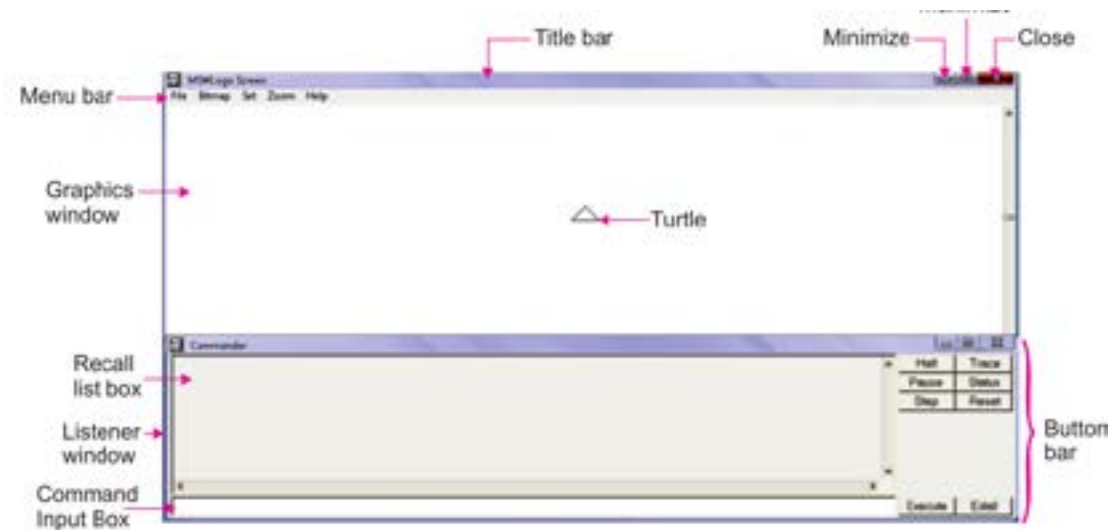 Title bar
Minimize
Close
MSWLogo Screen
Menu bar
File Bitmap Set Zoom Help
Graphics
window
Turtle
Commander
Recall
list box
Halt Trace
Pause Status
Step Reset
Listener
window
Button
bar
Command
Input Box
Execute Edall